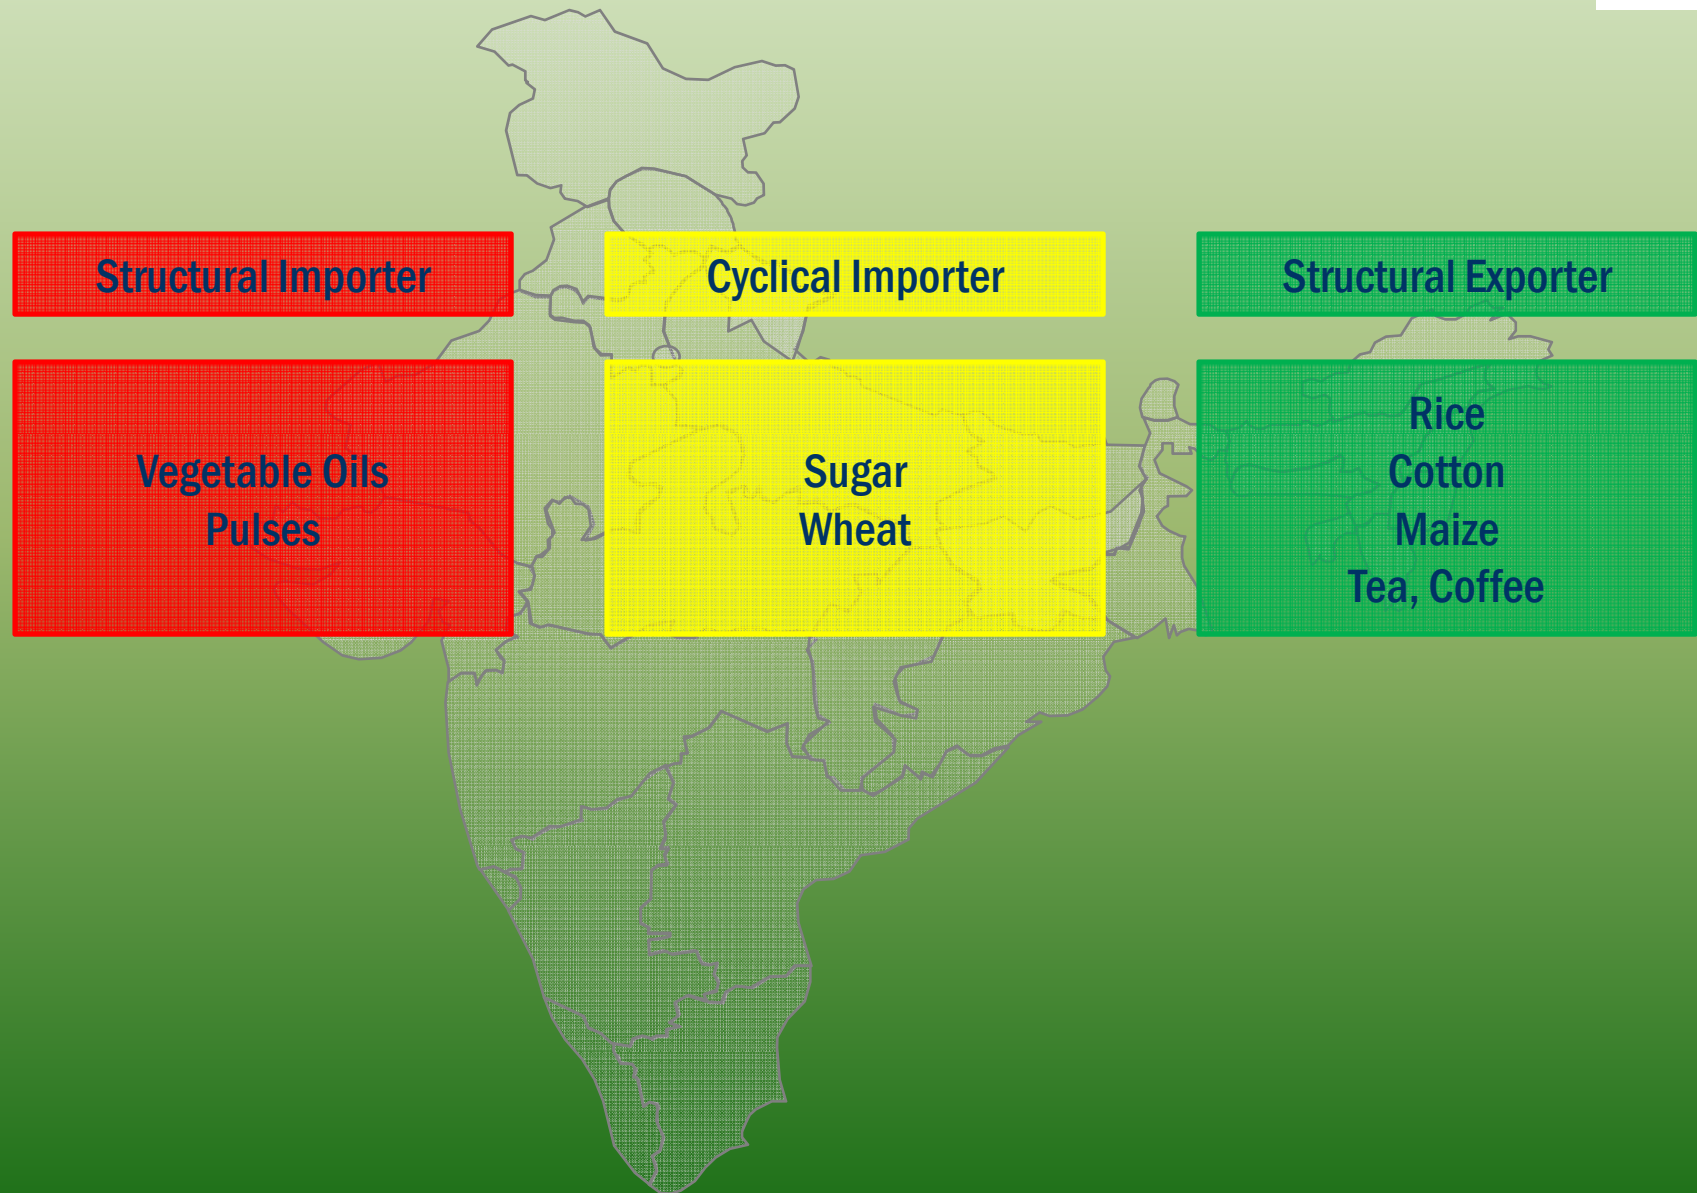 Structural Importer
Cyclical Importer
Structural Exporter
Vegetable Oils
Pulses
Sugar
Wheat
Rice
Cotton
Maize
Tea, Coffee